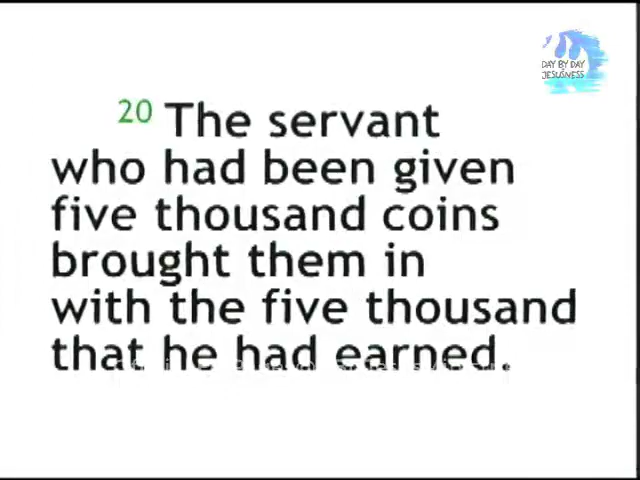 DAY BY DAY
JESUSNESS
20 The servant
who had been given
five thousand coins
brought them in
with the five thousand
that he had earned.